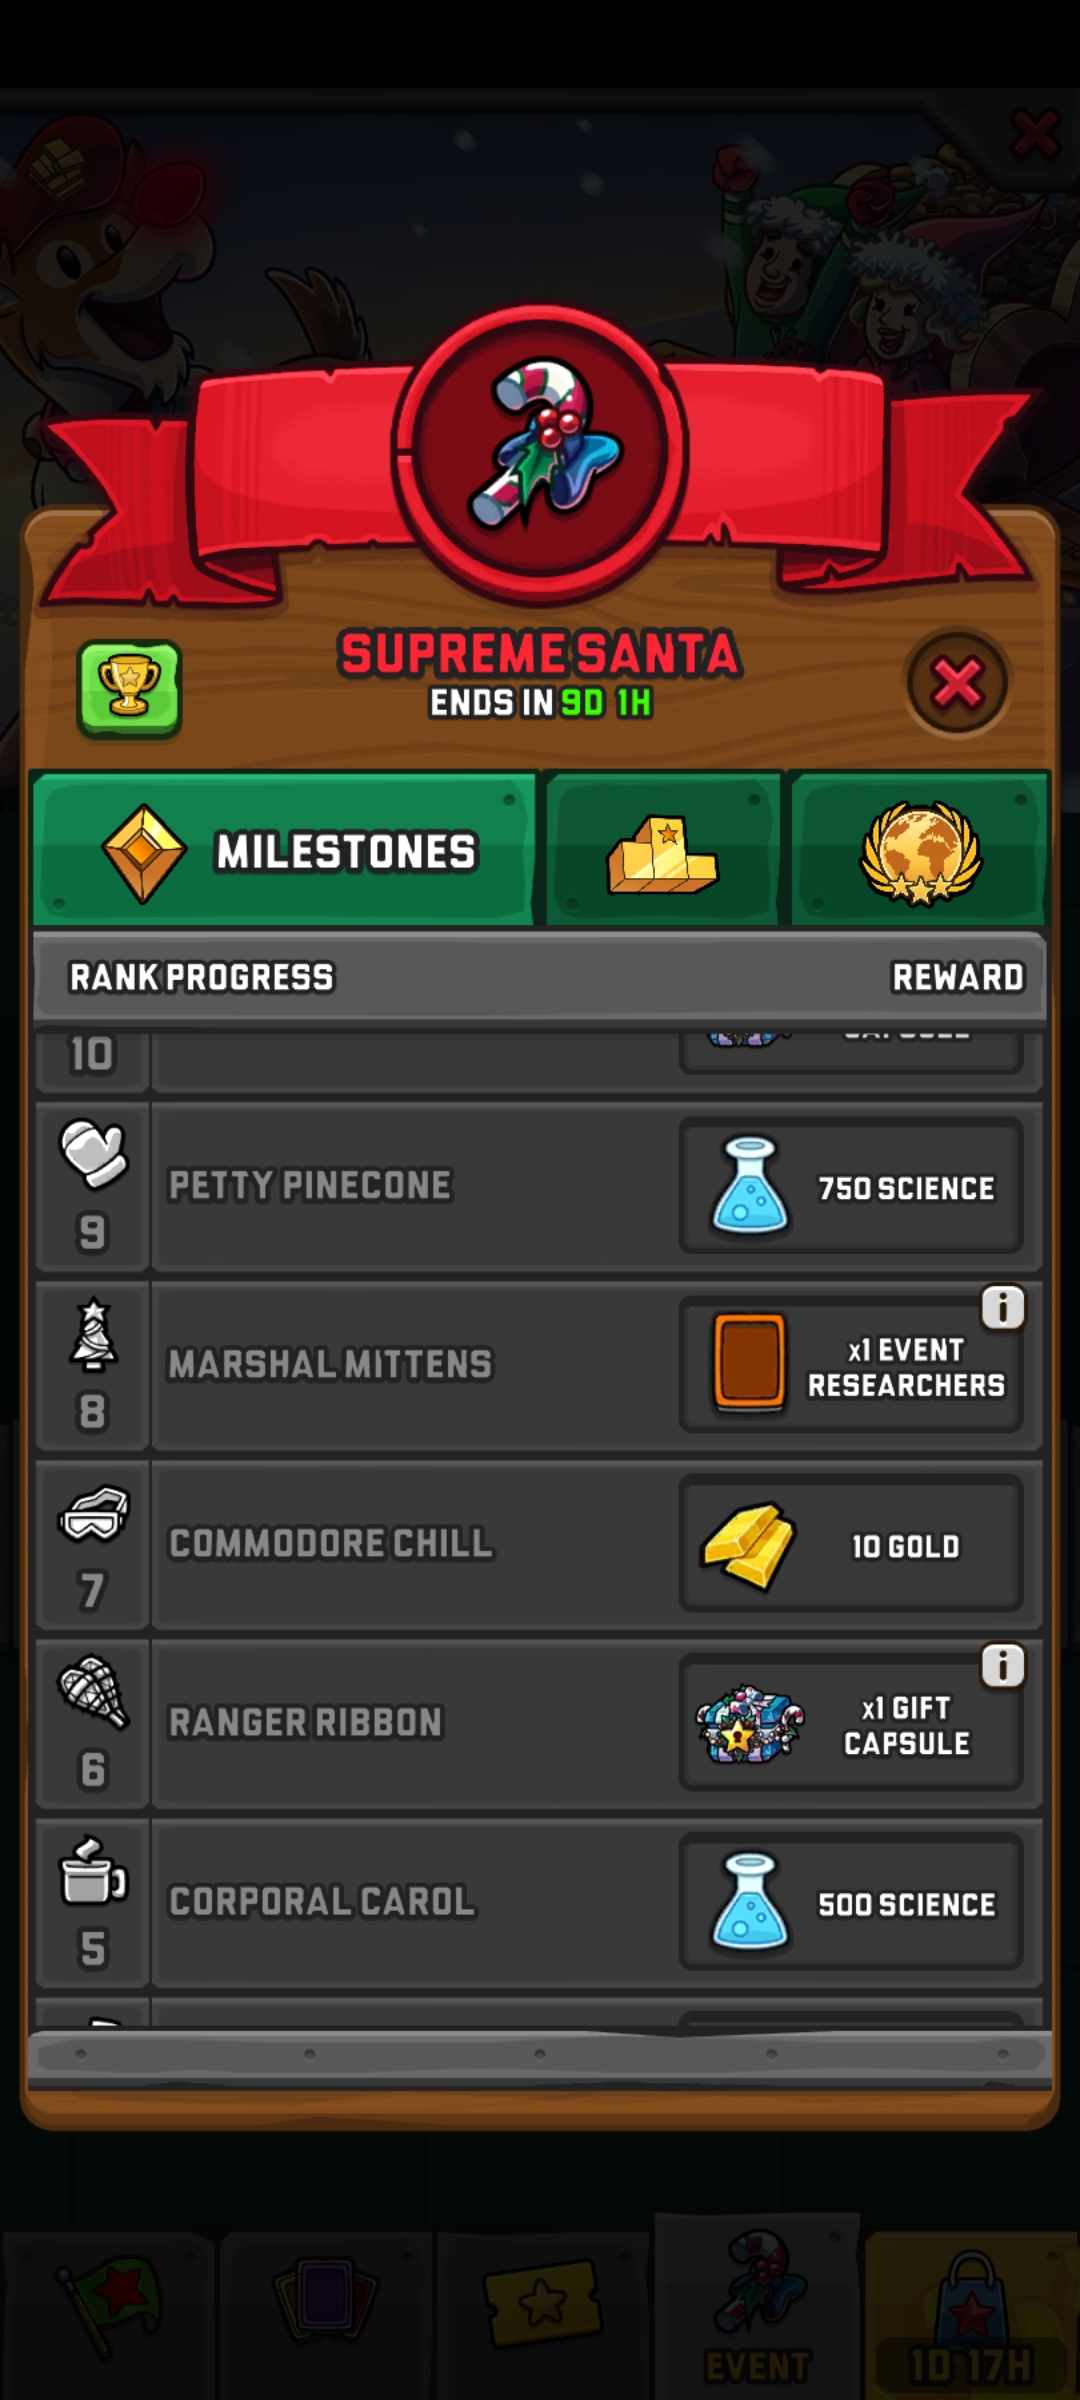 SUPREME SANTA
ENDS IN 9D 1H
MILESTONES
RANK PROGRESS
REWARD
10
CAPSULE
9
PETTY PINECONE
750 SCIENCE
8
MARSHAL MITTENS
x1 EVENT
RESEARCHERS
i
7
COMMODORE CHILL
10 GOLD
6
RANGER RIBBON
x1 GIFT
CAPSULE
i
5
CORPORAL CAROL
500 SCIENCE
EVENT
1D 17H